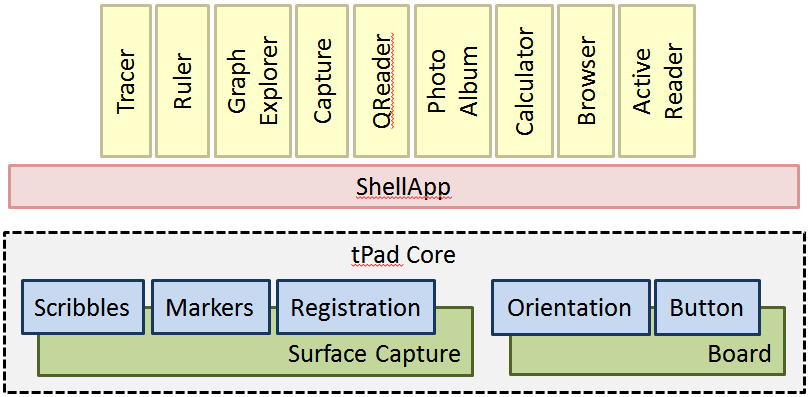 Tracer
Ruler
Graph
Explorer
Capture
QReader
Photo
Album
Calculator
Browser
Active
Reader
ShellApp
tPad Core
Scribbles
Markers
Registration
Orientation
Button
Surface Capture
Board